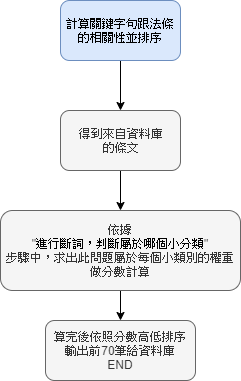 計算關鍵字句跟法條
的相關性並排序
得到來自資料庫
的條文
依據
"進行斷詞，判斷屬於哪個小分類"
步驟中，求出此問題屬於每個小類別的權重
做分數計算
算完後依照分數高低排序
輸出前70筆給資料庫
END